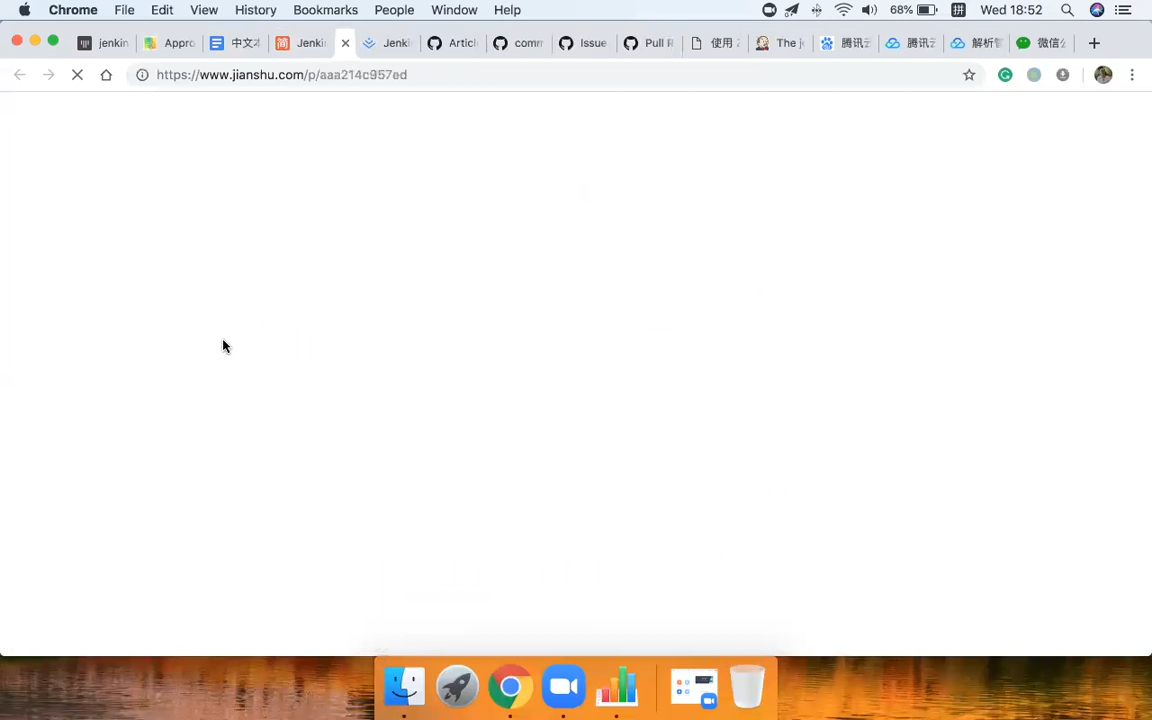 Chrome File Edit View History Bookmarks People Window Help 68% 拼 Wed 18:52
jenkin Appro 中文 简 Jenki Jenki Articl comm Issue Pull R 使用 The j 腾讯 腾讯 解析 微信
https://www.jianshu.com/p/aaa214c957ed